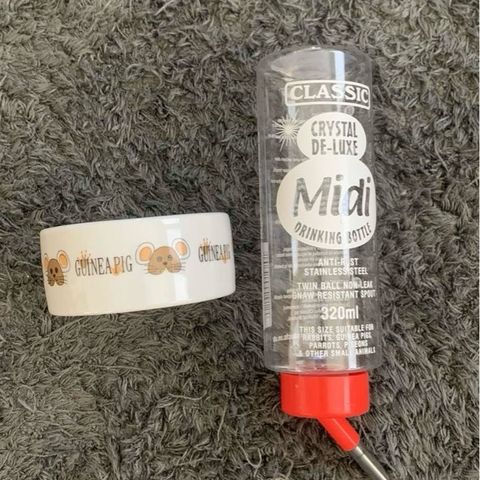 GUINEA PIG
GUINEA PIG
CLASSIC
CRYSTAL
DE-LUXE
Midi
DRINKING BOTTLE
ANTI-RUST
STAINLESS STEEL
TWIN BALL NON-LEAK
GNAW RESISTANT SPOUT
320ml
THIS SIZE SUITABLE FOR
RABBITS, GUINEA PIGS,
PARROTS, PIGEONS
& OTHER SMALL ANIMALS